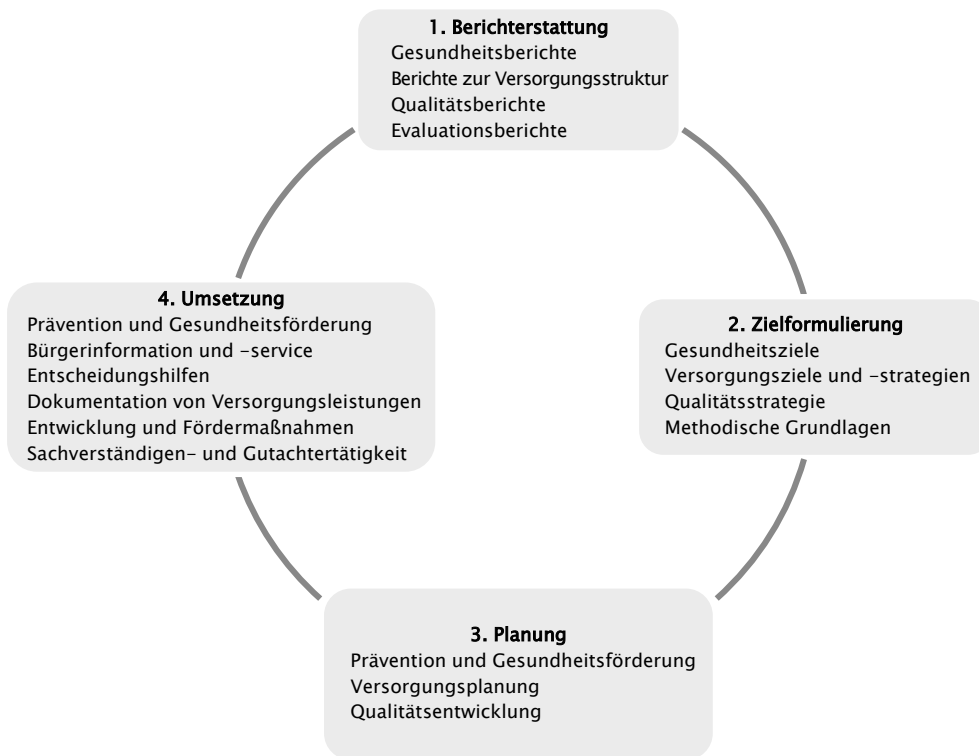 1. Berichterstattung
Gesundheitsberichte
Berichte zur Versorgungsstruktur
Qualitätsberichte
Evaluationsberichte
2. Zielformulierung
Gesundheitsziele
Versorgungsziele und -strategien
Qualitätsstrategie
Methodische Grundlagen
3. Planung
Prävention und Gesundheitsförderung
Versorgungsplanung
Qualitätsentwicklung
4. Umsetzung
Prävention und Gesundheitsförderung
Bürgerinformation und -service
Entscheidungshilfen
Dokumentation von Versorgungsleistungen
Entwicklung und Fördermaßnahmen
Sachverständigen- und Gutachtertätigkeit